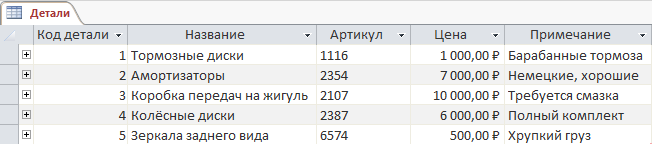 Детали
Код детали Название Артикул Цена Примечание
1 Тормозные диски 1116 1 000,00 ₽ Барабанные тормоза
2 Амортизаторы 2354 7 000,00 ₽ Немецкие, хорошие
3 Коробка передач на жигуль 2107 10 000,00 ₽ Требуется смазка
4 Колёсные диски 2387 6 000,00 ₽ Полный комплект
5 Зеркала заднего вида 6574 500,00 ₽ Хрупкий груз